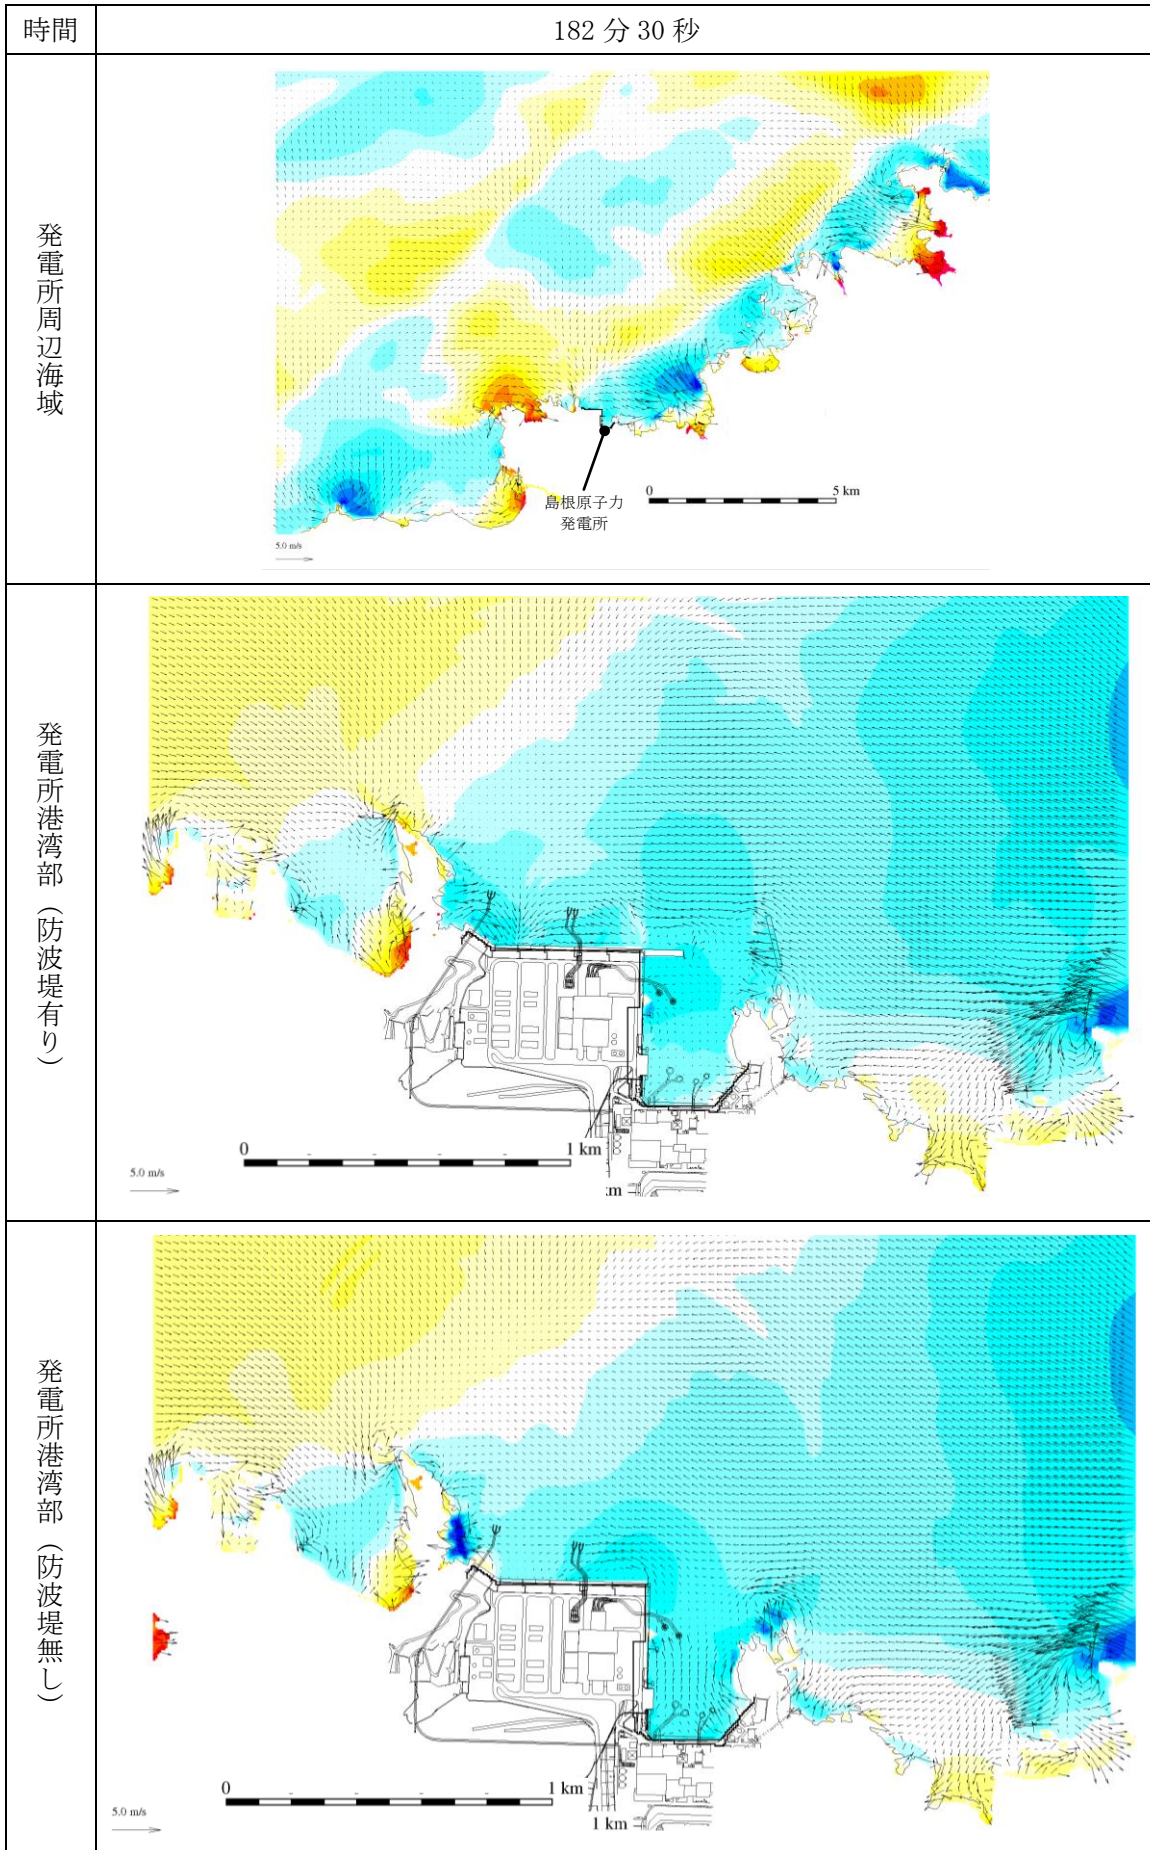 時間
182 分 30 秒
発電所周辺海域
島根原子力
発電所
0
5 km
5.0 m/s
発電所港湾部（防波堤有り）
0
1 km
5.0 m/s
:m
発電所港湾部（防波堤無し）
0
1 km
5.0 m/s
1 km